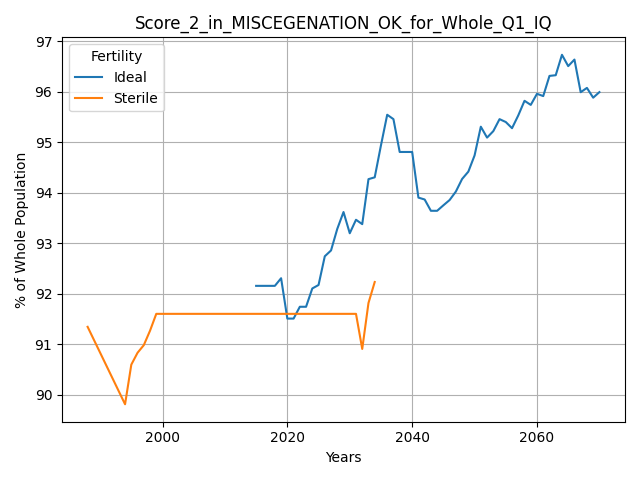 Score_2_in_MISCEGENATION_OK_for_Whole_Q1_IQ
Fertility
Ideal
Sterile
% of Whole Population
97
96
95
94
93
92
91
90
2000
2020
2040
2060
Years